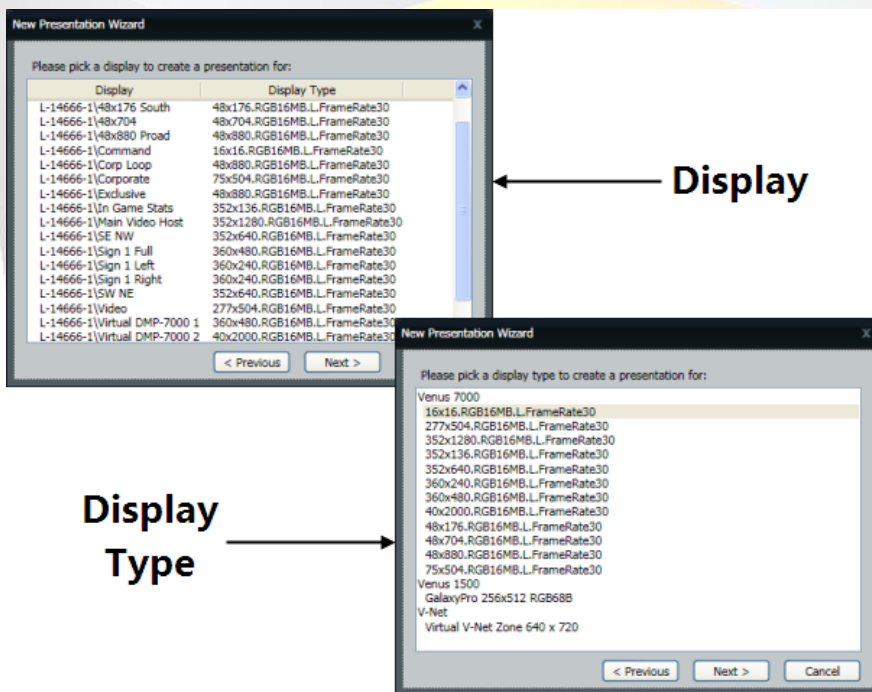 New Presentation Wizard
x
Please pick a display to create a presentation for:
Display Display Type
L-14666-1\48x176 South 48x176.RGB16MB.L.FrameRate30
L-14666-1\48x704 48x704.RGB16MB.L.FrameRate30
L-14666-1\48x880 Proad 48x880.RGB16MB.L.FrameRate30
L-14666-1\Command 16x16.RGB16MB.L.FrameRate30
L-14666-1\Corp Loop 48x880.RGB16MB.L.FrameRate30
L-14666-1\Corporate 75x504.RGB16MB.L.FrameRate30
L-14666-1\Exclusive 48x880.RGB16MB.L.FrameRate30
L-14666-1\In Game Stats 352x136.RGB16MB.L.FrameRate30
L-14666-1\Main Video Host 352x1280.RGB16MB.L.FrameRate30
L-14666-1\SE NW 352x640.RGB16MB.L.FrameRate30
L-14666-1\Sign 1 Full 360x480.RGB16MB.L.FrameRate30
L-14666-1\Sign 1 Left 360x240.RGB16MB.L.FrameRate30
L-14666-1\Sign 1 Right 360x240.RGB16MB.L.FrameRate30
L-14666-1\SW NE 352x640.RGB16MB.L.FrameRate30
L-14666-1\Video 277x504.RGB16MB.L.FrameRate30
L-14666-1\Virtual DMP-7000 1 360x480.RGB16MB.L.FrameRate30
L-14666-1\Virtual DMP-7000 2 40x2000.RGB16MB.L.FrameRate30
< Previous Next >
Display
New Presentation Wizard
x
Please pick a display type to create a presentation for:
Venus 7000
16x16.RGB16MB.L.FrameRate30
277x504.RGB16MB.L.FrameRate30
352x1280.RGB16MB.L.FrameRate30
352x136.RGB16MB.L.FrameRate30
352x640.RGB16MB.L.FrameRate30
360x240.RGB16MB.L.FrameRate30
360x480.RGB16MB.L.FrameRate30
40x2000.RGB16MB.L.FrameRate30
48x176.RGB16MB.L.FrameRate30
48x704.RGB16MB.L.FrameRate30
48x880.RGB16MB.L.FrameRate30
75x504.RGB16MB.L.FrameRate30
Venus 1500
GalaxyPro 256x512 RGB68B
V-Net
Virtual V-Net Zone 640 x 720
< Previous Next > Cancel
Display
Type